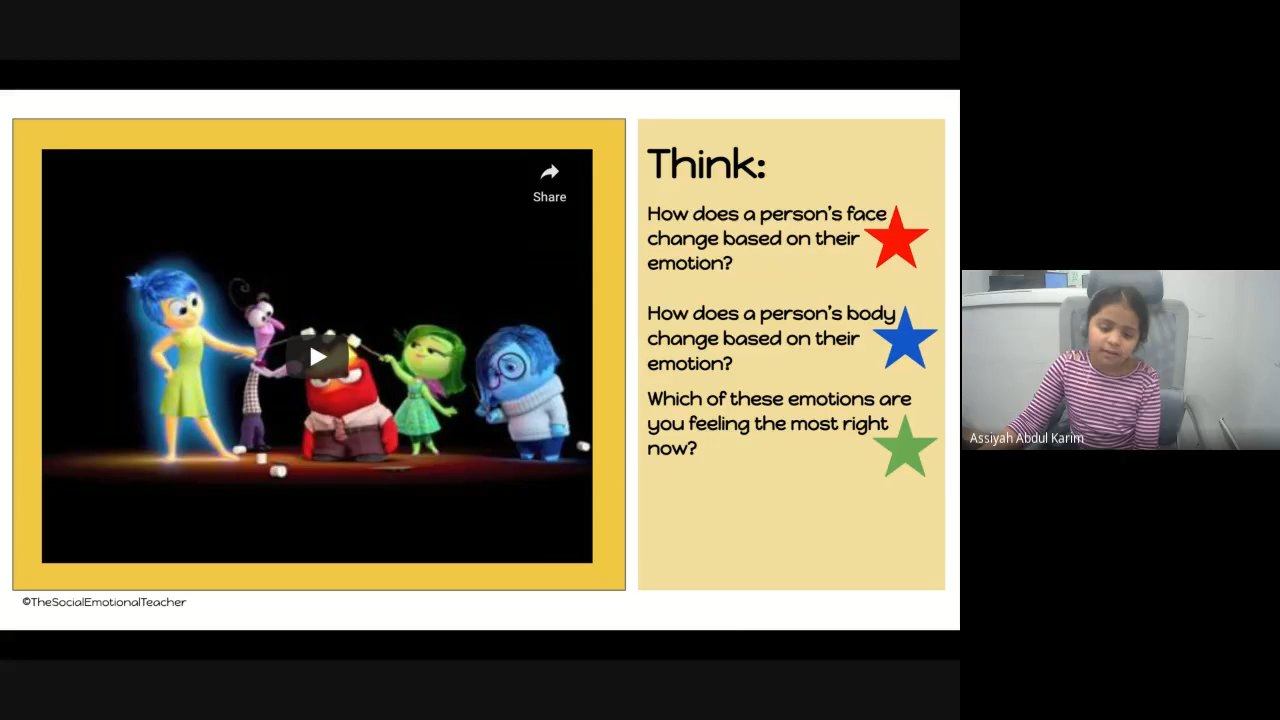 Share
Think:
How does a person's face
change based on their
emotion?
How does a person's body
change based on their
emotion?
Which of these emotions are
you feeling the most right
now?
©TheSocialEmotionalTeacher
Assiyah Abdul Karim